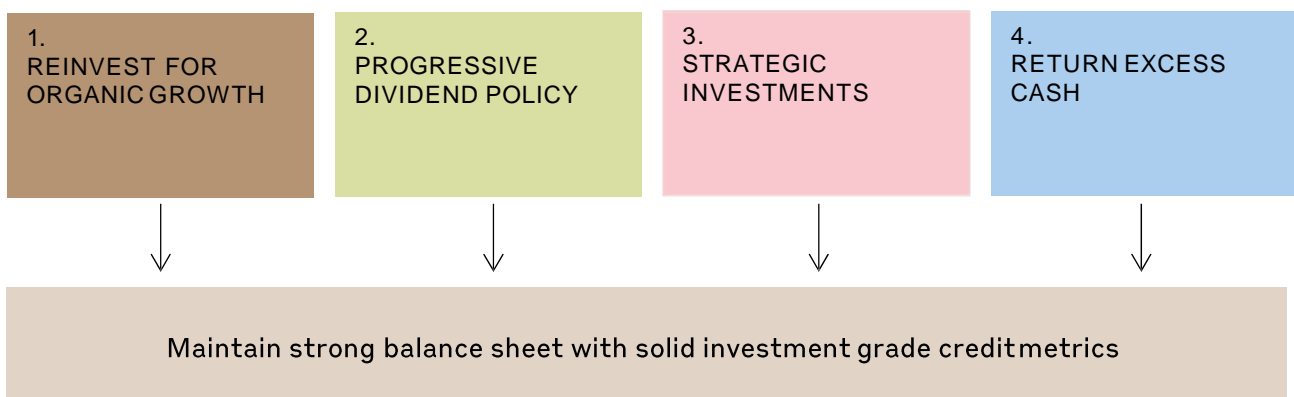 1.
REINVEST FOR
ORGANIC GROWTH
2.
PROGRESSIVE
DIVIDEND POLICY
3.
STRATEGIC
INVESTMENTS
4.
RETURN EXCESS
CASH
Maintain strong balance sheet with solid investment grade credit metrics